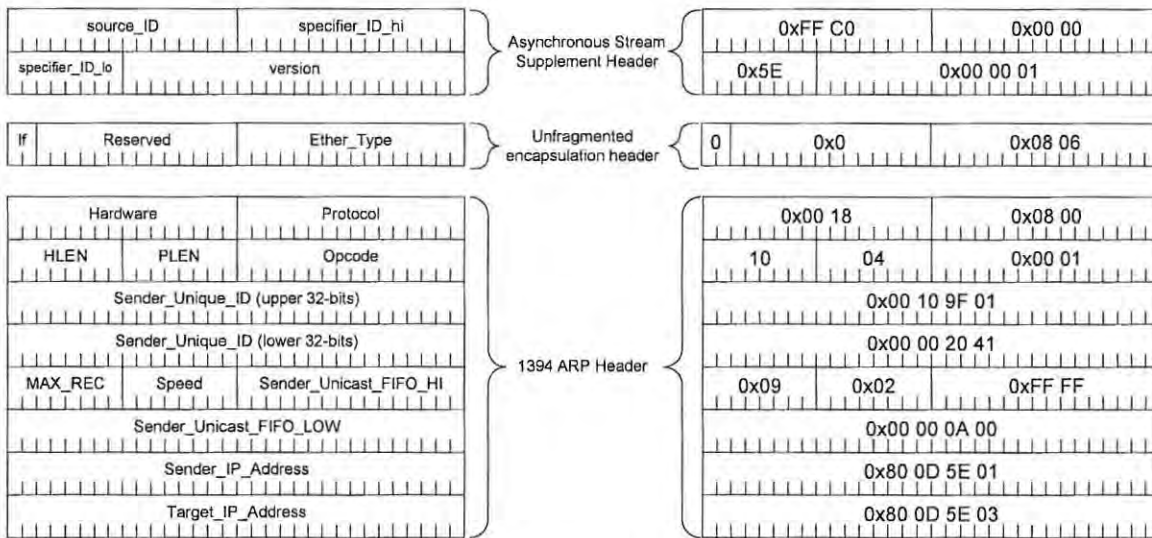 source_ID specifier_ID_hi
specifier_ID_lo version
Asynchronous Stream
Supplement Header
0xFF C0 0x00 00
0x5E 0x00 00 01
lf Reserved Ether_Type
Unfragmented
encapsulation header
0 0x0 0x08 06
Hardware Protocol
HLEN PLEN Opcode
Sender_Unique_ID (upper 32-bits)
Sender_Unique_ID (lower 32-bits)
MAX_REC Speed Sender_Unicast_FIFO_HI
Sender_Unicast_FIFO_LOW
Sender_IP_Address
Target_IP_Address
1394 ARP Header
0x00 18 0x08 00
10 04 0x00 01
0x00 10 9F 01
0x00 00 20 41
0x09 0x02 0xFF FF
0x00 00 0A 00
0x80 0D 5E 01
0x80 0D 5E 03